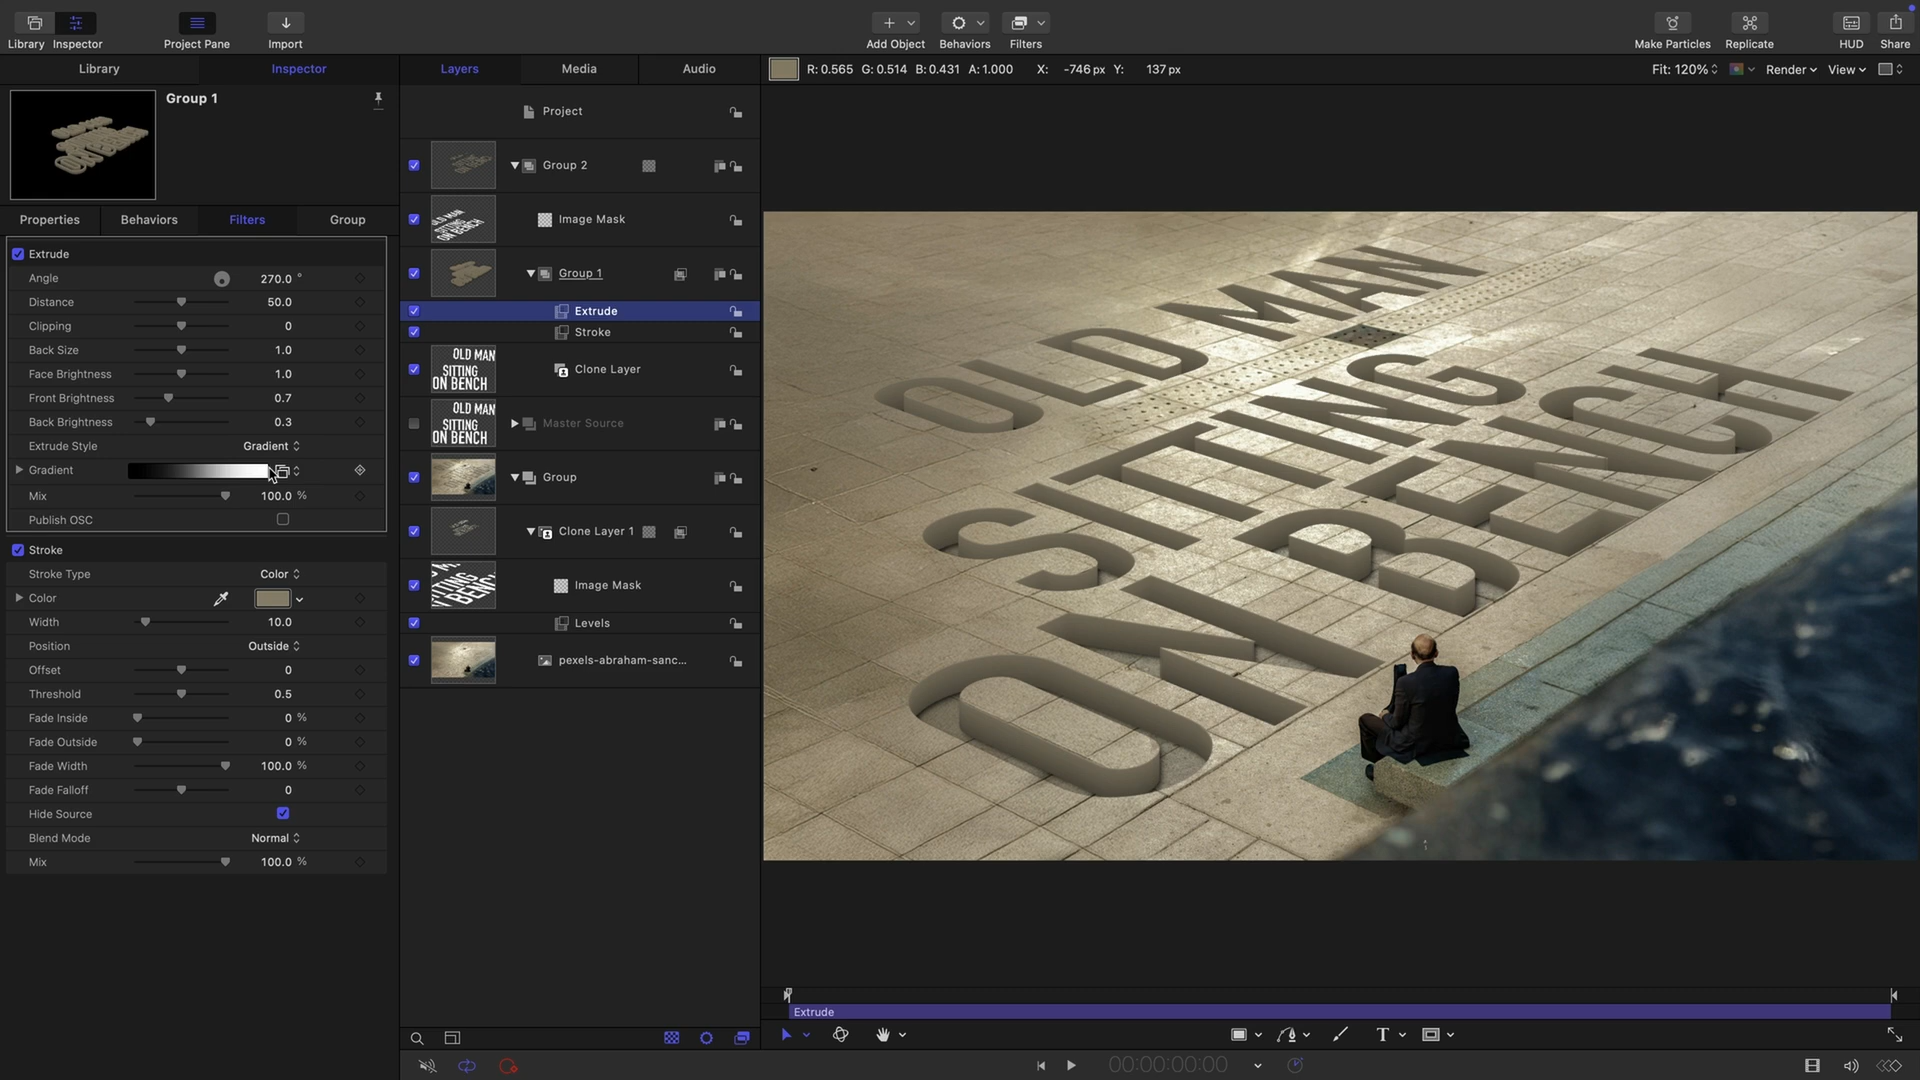 Library
Inspector
Project Pane
Import
Add Object
Behaviors
Filters
Make Particles
Replicate
HUD
Share
Library
Inspector
Layers
Media
Audio
R: 0.565 G: 0.514 B: 0.431 A: 1.000 X: -746 px Y: 137 px
Fit: 120%
Render
View
Group 1
Properties
Behaviors
Filters
Group
Extrude
Angle 270.0 °
Distance 50.0
Clipping 0
Back Size 1.0
Face Brightness 1.0
Front Brightness 0.7
Back Brightness 0.3
Extrude Style Gradient
Gradient
Mix 100.0 %
Publish OSC
Stroke
Stroke Type Color
Color
Width 10.0
Position Outside
Offset 0
Threshold 0.5
Fade Inside 0 %
Fade Outside 0 %
Fade Width 100.0 %
Fade Falloff 0
Hide Source
Blend Mode Normal
Mix 100.0 %
Project
Group 2
Image Mask
Group 1
Extrude
Stroke
OLD MAN
SITTING
ON BENCH
Clone Layer
OLD MAN
SITTING
ON BENCH
Master Source
Group
Clone Layer 1
Image Mask
Levels
pexels-abraham-sanc...
OLD MAN
SITTING
ON BENCH
Extrude
T
00:00:00:00